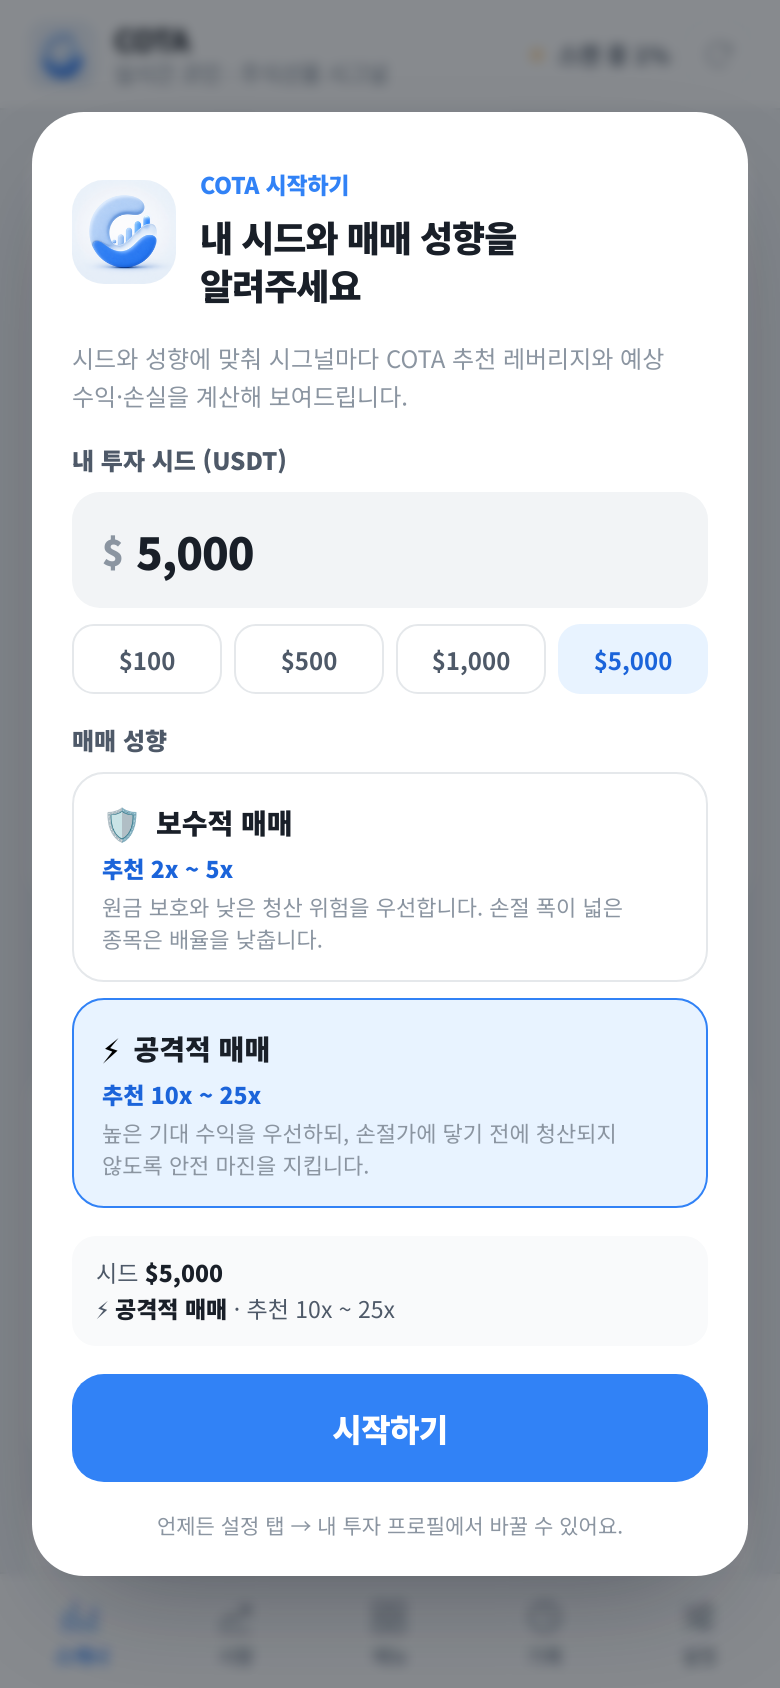 COTA
COTA 시작하기
내 시드와 매매 성향을
알려주세요
시드와 성향에 맞춰 시그널마다 COTA 추천 레버리지와 예상
수익·손실을 계산해 보여드립니다.
내 투자 시드 (USDT)
$ 5,000
$100 $500 $1,000 $5,000
매매 성향
🛡️ 보수적 매매
추천 2x ~ 5x
원금 보호와 낮은 청산 위험을 우선합니다. 손절 폭이 넓은
종목은 배율을 낮춥니다.
⚡ 공격적 매매
추천 10x ~ 25x
높은 기대 수익을 우선하되, 손절가에 닿기 전에 청산되지
않도록 안전 마진을 지킵니다.
시드 $5,000
⚡ 공격적 매매 · 추천 10x ~ 25x
시작하기
언제든 설정 탭 → 내 투자 프로필에서 바꿀 수 있어요.